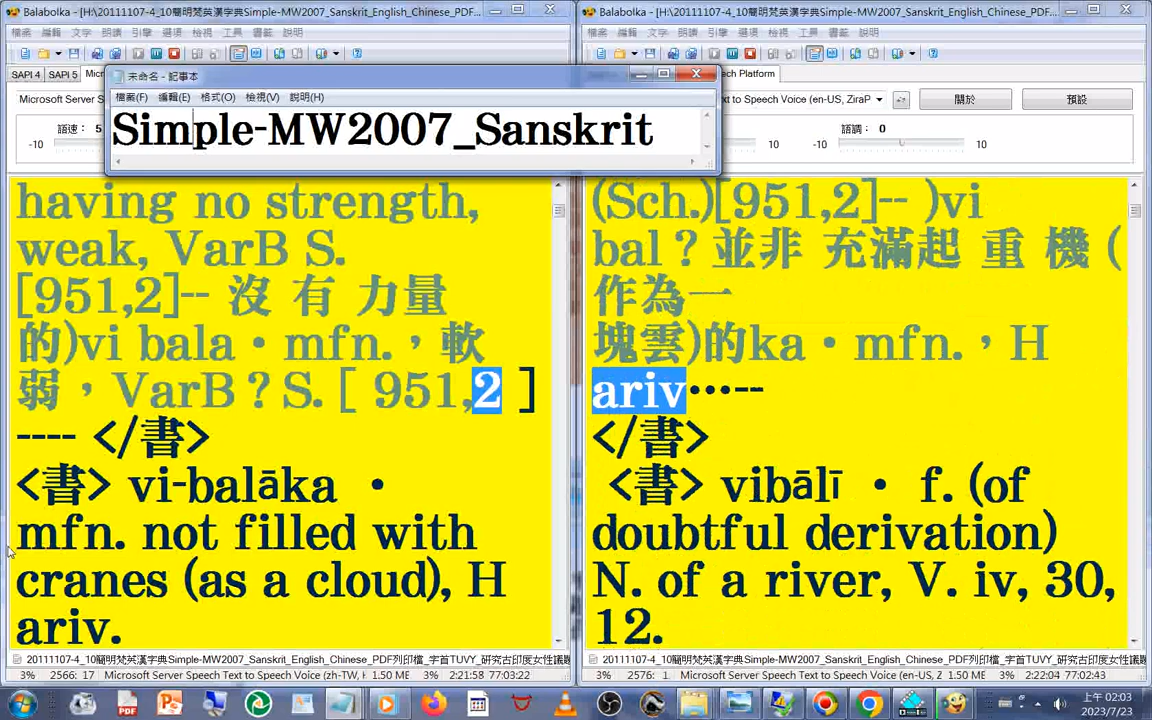 Balabolka - [H:\20111107-4_10簡明梵英漢字典Simple-MW2007_Sanskrit_English_Chinese_PDF...
檔案 編輯 文字 朗讀 引擎 選項 檢視 工具 書籤 說明
SAPI 4 SAPI 5 Mic
Microsoft Server S
語速： 5
-10
未命名 - 記事本
檔案(F) 編輯(E) 格式(O) 檢視(V) 說明(H)
Simple-MW2007_Sanskrit
having no strength,
weak, VarB S.
[951,2]-- 沒 有 力量
的)vi bala‧mfn.，軟
弱，VarB？S. [ 951,2 ]
---- </書>
<書> vi-balāka ‧
mfn. not filled with
cranes (as a cloud), H
ariv.
20111107-4_10簡明梵英漢字典Simple-MW2007_Sanskrit_English_Chinese_PDF列印檔_字首TUVY_研究古印度女性議題
3% 2566: 17 Microsoft Server Speech Text to Speech Voice (zh-TW, H 1.50 MB 3% 2:21:58 77:03:22
Balabolka - [H:\20111107-4_10簡明梵英漢字典Simple-MW2007_Sanskrit_English_Chinese_PDF...
檔案 編輯 文字 朗讀 引擎 選項 檢視 工具 書籤 說明
ech Platform
t to Speech Voice (en-US, ZiraP
關於
預設
10
語調： 0
-10
10
(Sch.)[951,2]-- )vi
bal？並非 充滿起 重 機 (
作為一
塊雲)的ka‧mfn.，H
ariv…--
</書>
<書> vibālī ‧ f. (of
doubtful derivation)
N. of a river, V. iv, 30,
12.
20111107-4_10簡明梵英漢字典Simple-MW2007_Sanskrit_English_Chinese_PDF列印檔_字首TUVY_研究古印度女性議題
3% 2576: 1 Microsoft Server Speech Text to Speech Voice (en-US, 1.50 MB 3% 2:22:04 77:02:43
上午 02:03
2023/7/23